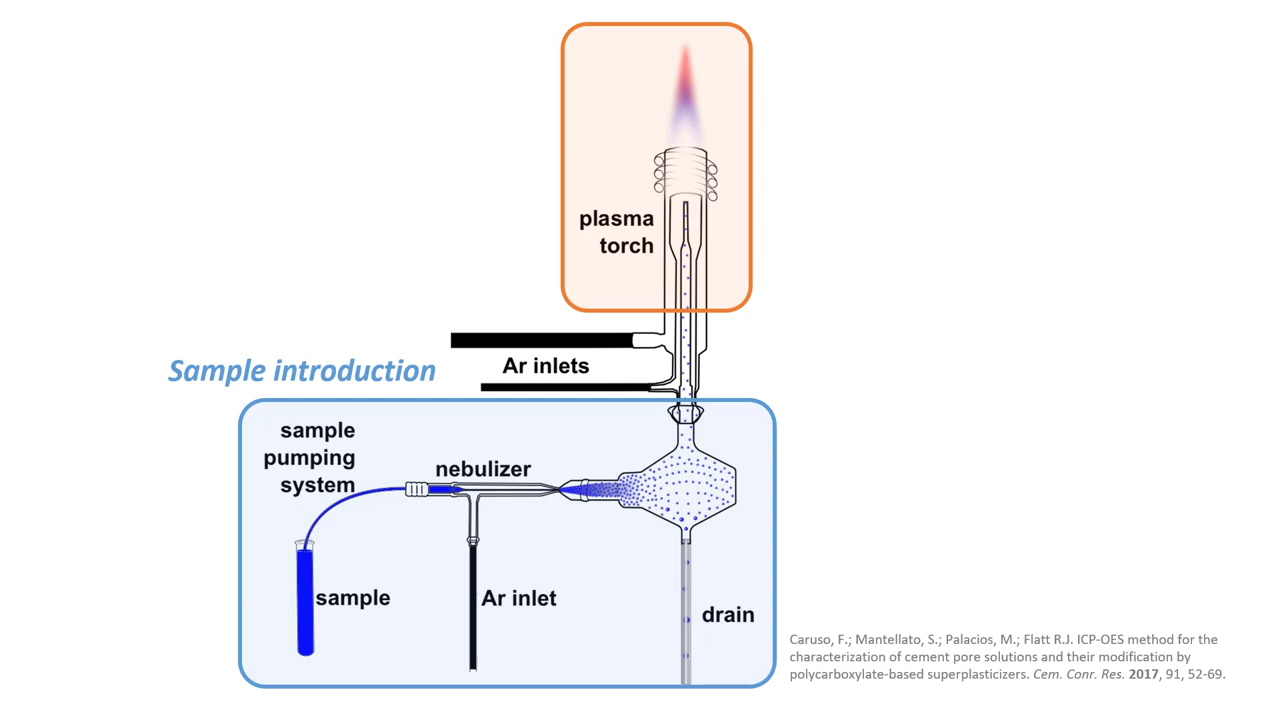 plasma
torch
Ar inlets
Sample introduction
sample
pumping
system
nebulizer
sample
Ar inlet
drain
Caruso, F.; Mantellato, S.; Palacios, M.; Flatt R.J. ICP-OES method for the
characterization of cement pore solutions and their modification by
polycarboxylate-based superplasticizers. Cem. Conr. Res. 2017, 91, 52-69.